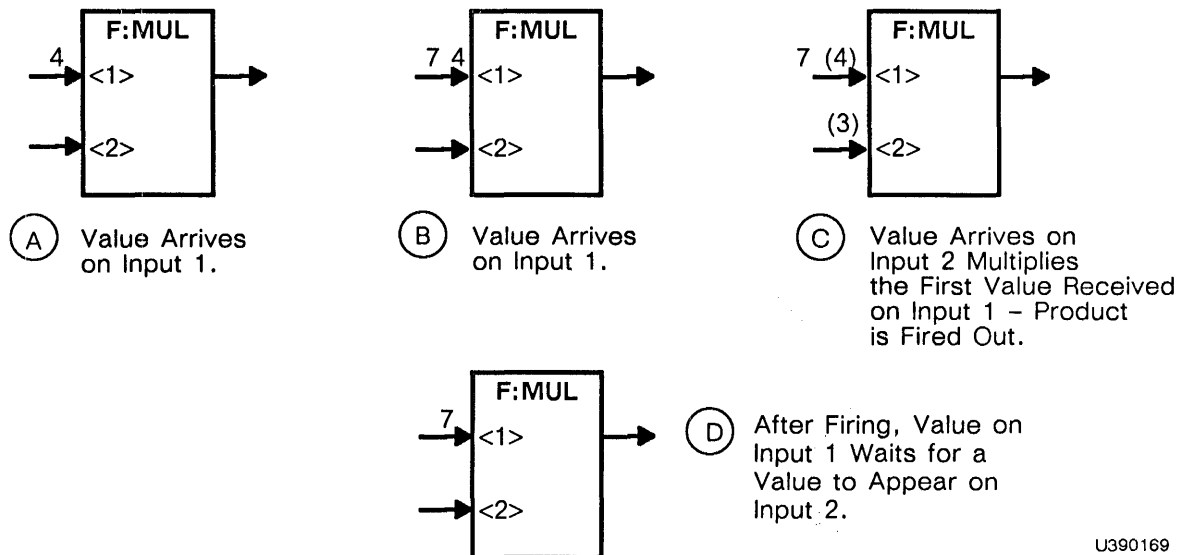 F:MUL
4
<1>
<2>
A
Value Arrives
on Input 1.
F:MUL
7 4
<1>
<2>
B
Value Arrives
on Input 1.
F:MUL
7 (4)
<1>
(3)
<2>
C
Value Arrives on
Input 2 Multiplies
the First Value Received
on Input 1 – Product
is Fired Out.
F:MUL
7
<1>
<2>
D
After Firing, Value on
Input 1 Waits for a
Value to Appear on
Input 2.
U390169